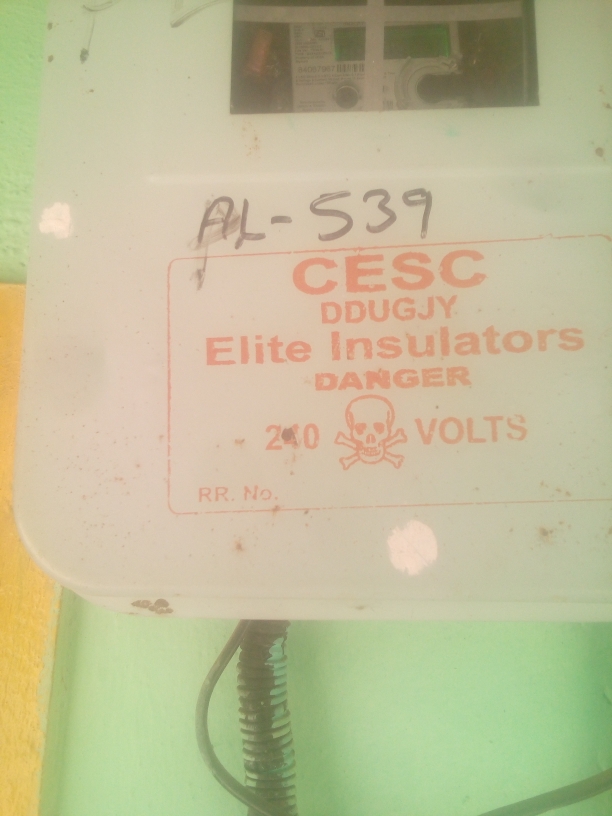 AL-539
CESC
DDUGJY
Elite Insulators
DANGER
240 VOLTS
RR. No.